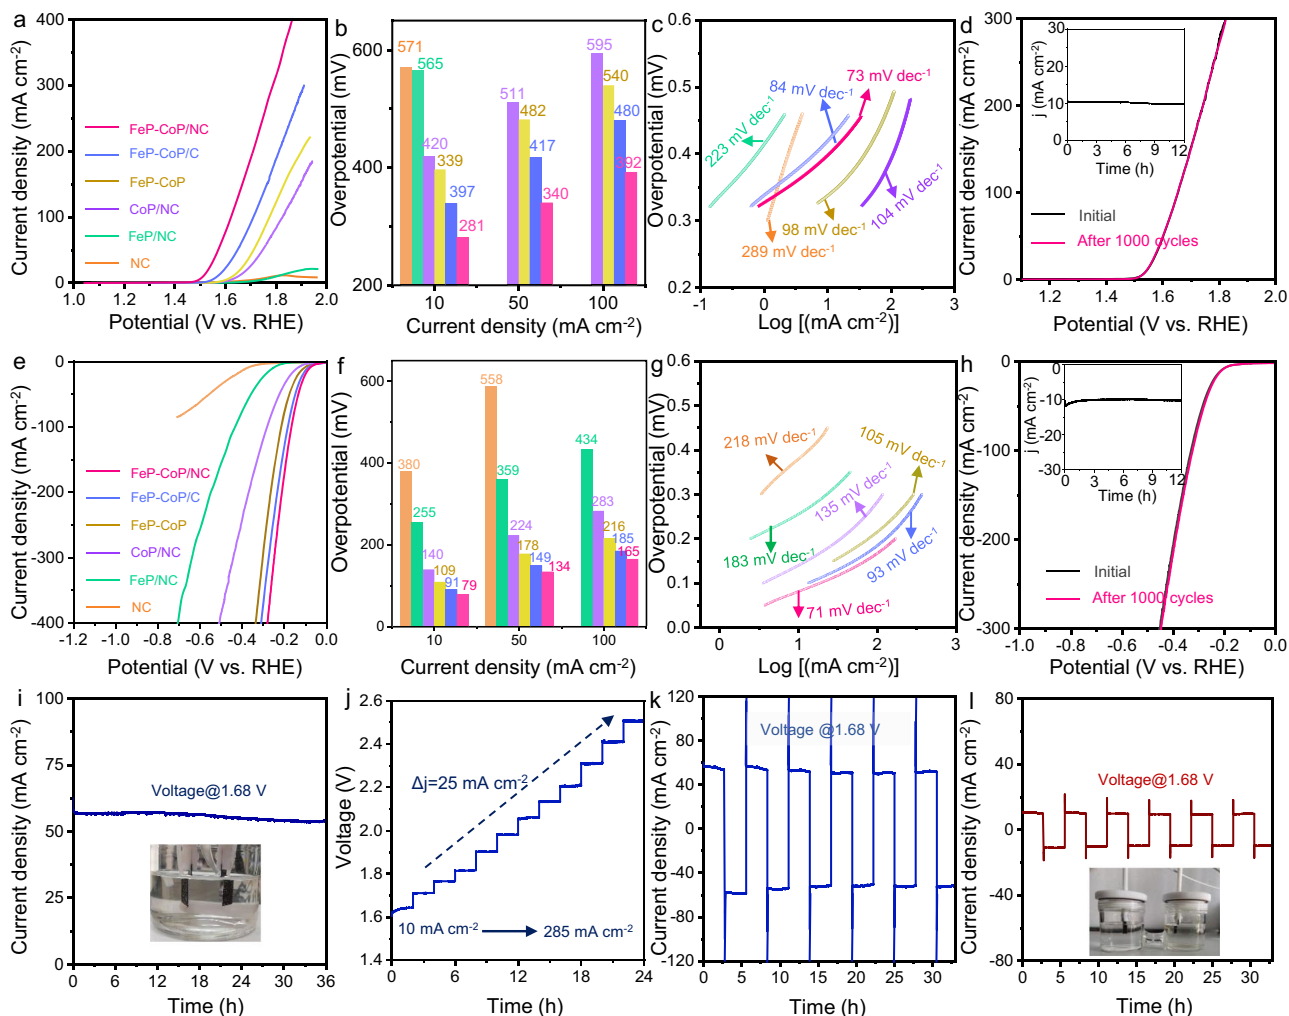 a
Current density (mA cm-2)
400
300
200
100
0
FeP-CoP/NC
FeP-CoP/C
FeP-CoP
CoP/NC
FeP/NC
NC
1.0 1.2 1.4 1.6 1.8 2.0
Potential (V vs. RHE)
b
Overpotential (mV)
600
400
200
571
565
420
339
397
281
511
482
417
340
595
540
480
392
10 50 100
Current density (mA cm-2)
c
Overpotential (mV)
0.6
0.5
0.4
0.3
0.2
223 mV dec-1
84 mV dec-1
73 mV dec-1
289 mV dec-1
98 mV dec-1
104 mV dec-1
-1 0 1 2 3
Log [(mA cm-2)]
d
Current density (mA cm-2)
300
200
100
0
j (mA cm-2)
30
20
10
0
0 3 6 9 12
Time (h)
Initial
After 1000 cycles
1.2 1.4 1.6 1.8 2.0
Potential (V vs. RHE)
e
Current density (mA cm-2)
0
-100
-200
-300
-400
FeP-CoP/NC
FeP-CoP/C
FeP-CoP
CoP/NC
FeP/NC
NC
-1.2 -1.0 -0.8 -0.6 -0.4 -0.2 0.0
Potential (V vs. RHE)
f
Overpotential (mV)
600
400
200
0
380
255
140
109
91
79
558
359
224
178
149
134
434
283
216
185
165
10 50 100
Current density (mA cm-2)
g
Overpotential (mV)
0.6
0.5
0.4
0.3
0.2
0.1
0.0
218 mV dec-1
105 mV dec-1
135 mV dec-1
183 mV dec-1
93 mV dec-1
71 mV dec-1
0 1 2 3
Log [(mA cm-2)]
h
Current density (mA cm-2)
0
-100
-200
-300
j (mA cm-2)
0
-10
-20
-30
0 3 6 9 12
Time (h)
Initial
After 1000 cycles
-1.0 -0.8 -0.6 -0.4 -0.2 0.0
Potential (V vs. RHE)
i
Current density (mA cm-2)
100
75
50
25
0
Voltage@1.68 V
0 6 12 18 24 30 36
Time (h)
j
Voltage (V)
2.6
2.4
2.2
2.0
1.8
1.6
1.4
Δj=25 mA cm-2
10 mA cm-2 285 mA cm-2
0 6 12 18 24
Time (h)
k
Current density (mA cm-2)
120
80
40
0
-40
-80
-120
Voltage @1.68 V
0 5 10 15 20 25 30
Time (h)
l
Current density (mA cm-2)
80
40
0
-40
-80
Voltage@1.68 V
0 5 10 15 20 25 30
Time (h)